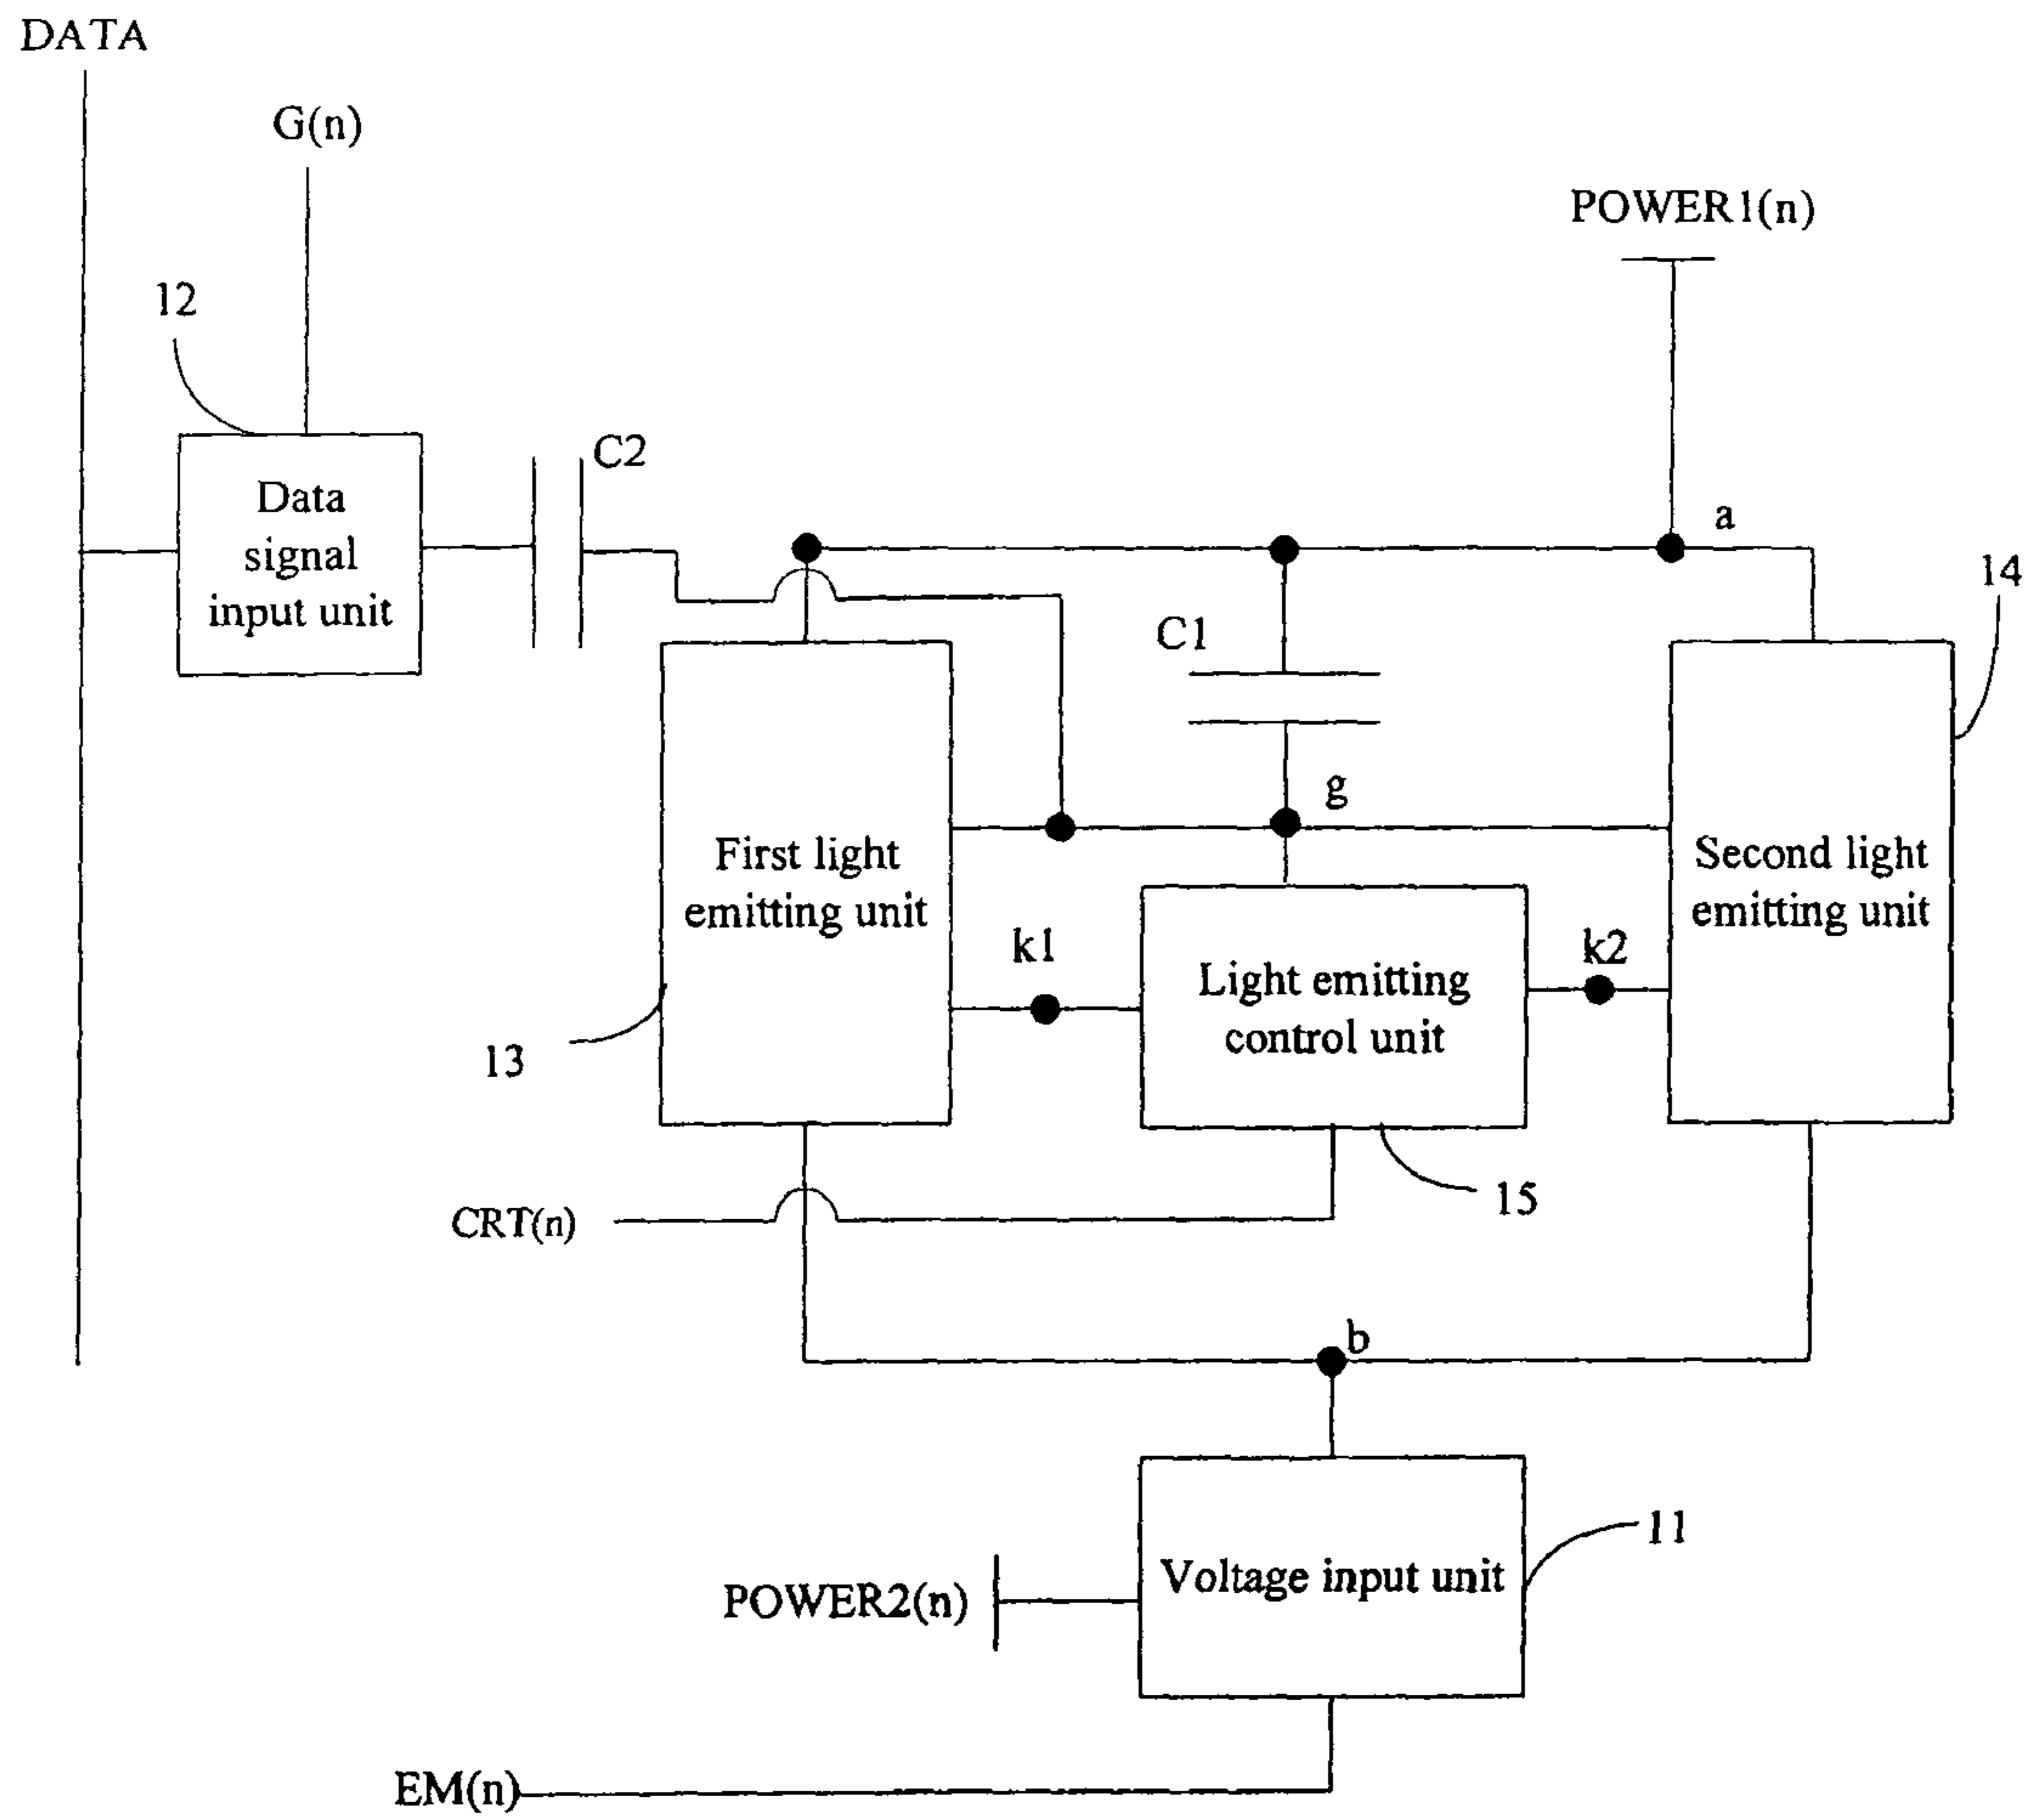 DATA
G(n)
POWER1(n)
12
C2
Data
signal
input unit
a
14
C1
g
First light
emitting unit
Second light
emitting unit
k1
k2
Light emitting
control unit
13
15
CRT(n)
b
11
Voltage input unit
POWER2(n)
EM(n)